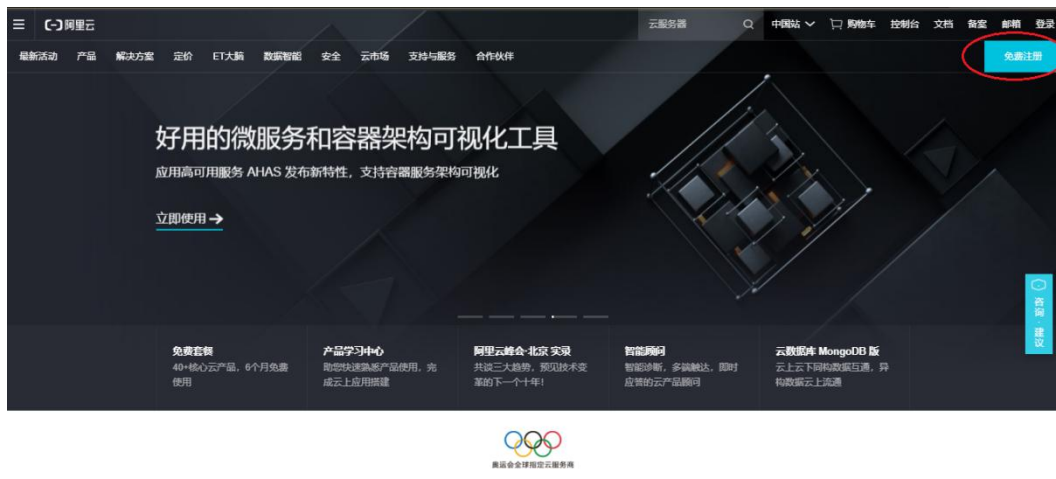 阿里云
云服务器
中国站 购物车 控制台 文档 备案 邮箱 登录
最新活动 产品 解决方案 定价 ET大脑 数据智能 安全 云市场 支持与服务 合作伙伴
免费注册
好用的微服务和容器架构可视化工具
应用高可用服务 AHAS 发布新特性，支持容器服务架构可视化
立即使用
咨询·建议
免费套餐
40+核心云产品，6个月免费
使用
产品学习中心
助您快速熟悉产品使用，完
成云上应用搭建
阿里云峰会·北京 实录
共谈三大趋势，预见技术变
革的下一个十年！
智能顾问
智能诊断，多端触达，即时
应答的云产品顾问
云数据库 MongoDB 版
云上云下同构数据互通，异
构数据云上流通
奥运会全球指定云服务商